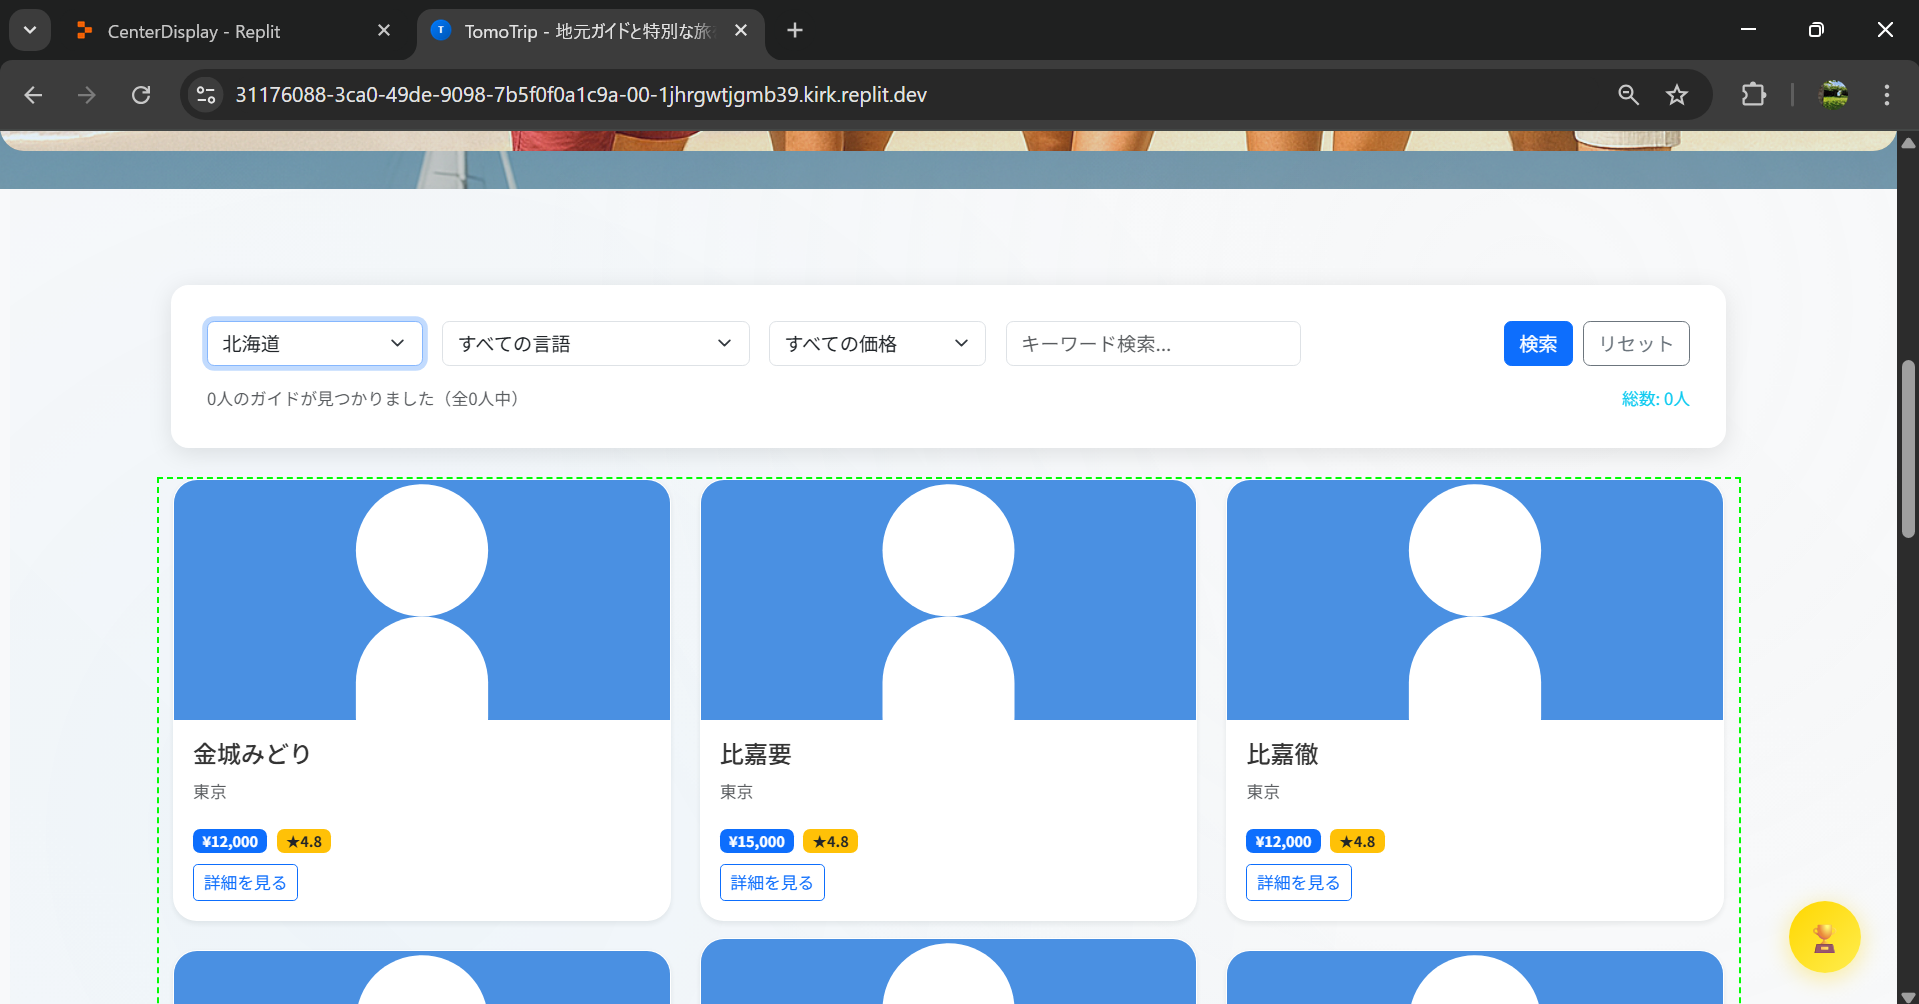 CenterDisplay - Replit
TomoTrip - 地元ガイドと特別な旅
31176088-3ca0-49de-9098-7b5f0f0a1c9a-00-1jhrgwtjgmb39.kirk.replit.dev
北海道 すべての言語 すべての価格 キーワード検索... 検索 リセット
0人のガイドが見つかりました（全0人中） 総数: 0人
金城みどり
東京
¥12,000 ★4.8
詳細を見る
比嘉要
東京
¥15,000 ★4.8
詳細を見る
比嘉徹
東京
¥12,000 ★4.8
詳細を見る